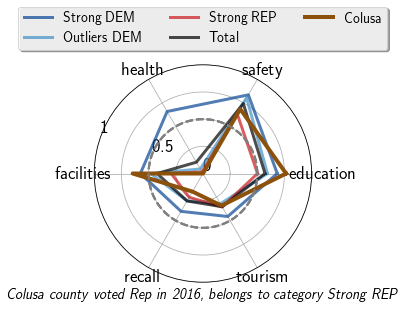 Strong DEM Strong REP Colusa
Outliers DEM Total
health safety
1
0.5
0
facilities education
recall tourism
Colusa county voted Rep in 2016, belongs to category Strong REP